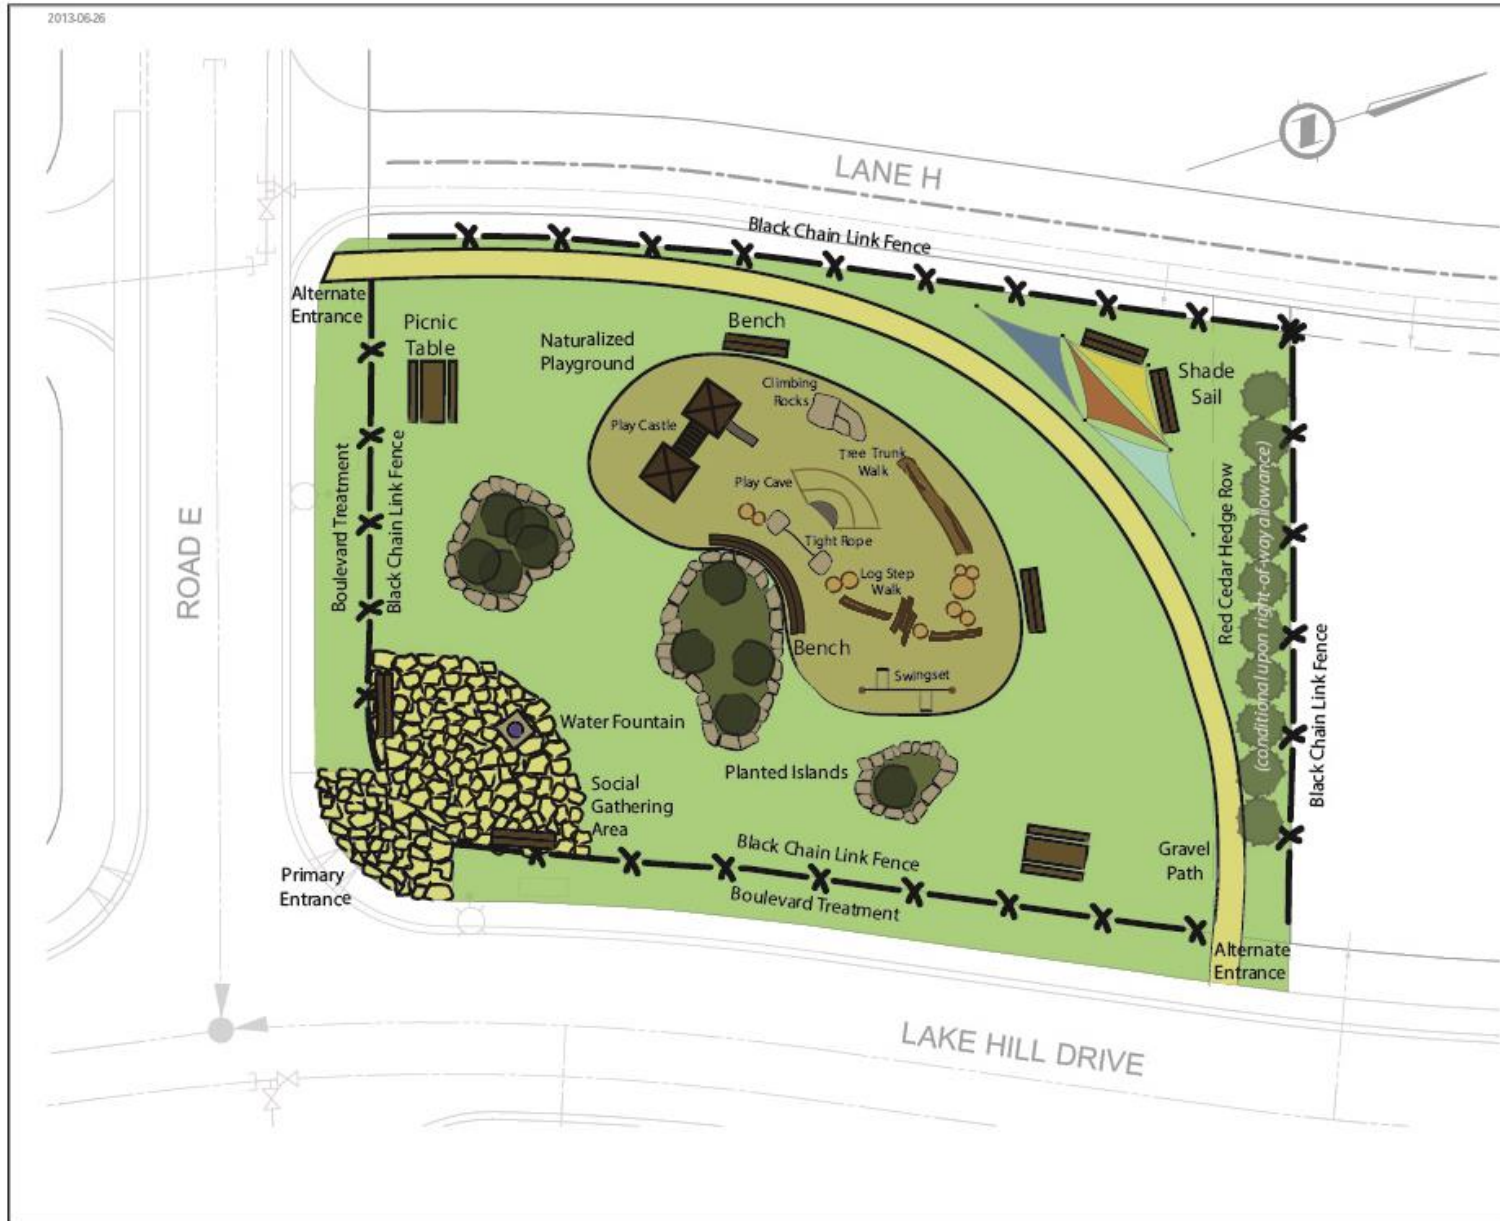 2013-06-26
LANE H
Black Chain Link Fence
Alternate
Entrance
Picnic
Table
Naturalized
Playground
Bench
Climbing
Rocks
Play Castle
Shade
Sail
Tree Trunk
Walk
Play Cave
Tight Rope
Log Step
Walk
Boulevard Treatment
Black Chain Link Fence
ROAD E
Red Cedar Hedge Row
(conditional upon right-of-way allowance)
Black Chain Link Fence
Bench
Swingset
Water Fountain
Planted Islands
Social
Gathering
Area
Black Chain Link Fence
Boulevard Treatment
Gravel
Path
Primary
Entrance
Alternate
Entrance
LAKE HILL DRIVE